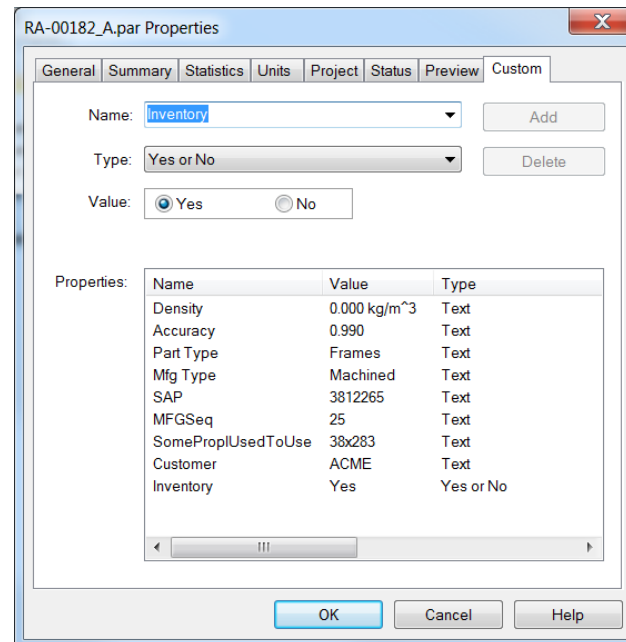 RA-00182_A.par Properties
General Summary Statistics Units Project Status Preview Custom
Name: Inventory Add
Type: Yes or No Delete
Value: Yes No
Properties: Name Value Type
Density 0.000 kg/m^3 Text
Accuracy 0.990 Text
Part Type Frames Text
Mfg Type Machined Text
SAP 3812265 Text
MFGSeq 25 Text
SomePropIUsedToUse 38x283 Text
Customer ACME Text
Inventory Yes Yes or No
OK Cancel Help